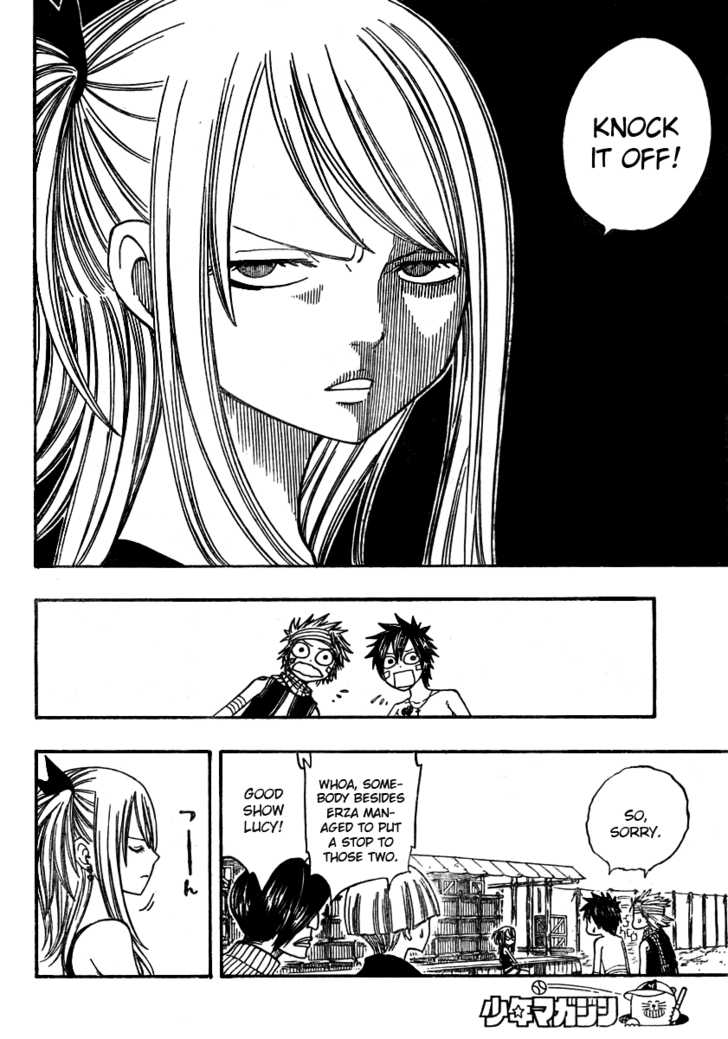 KNOCK
IT OFF!
つーん
SO,
SORRY.
WHOA, SOME-
BODY BESIDES
ERZA MAN-
AGED TO PUT
A STOP TO
THOSE TWO.
GOOD
SHOW
LUCY!
少年マガジン